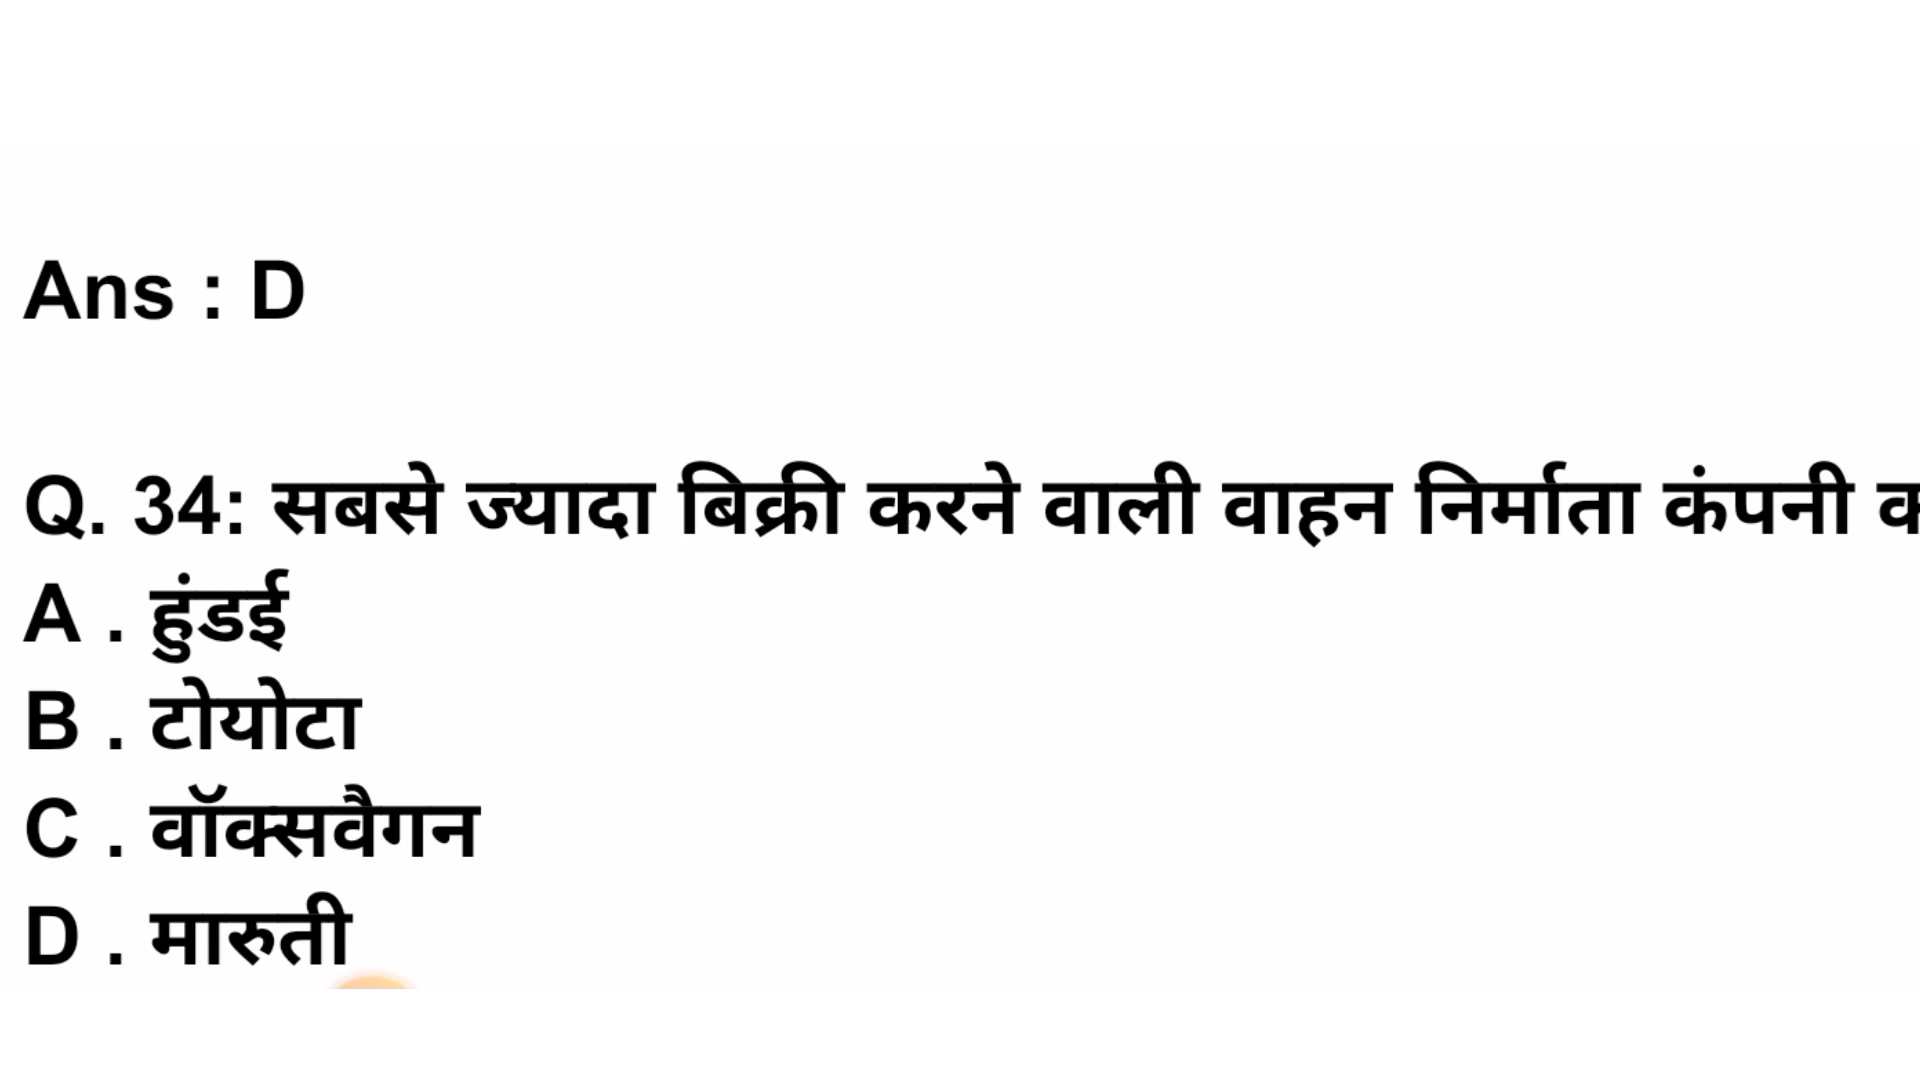 Ans : D
Q. 34: सबसे ज्यादा बिक्री करने वाली वाहन निर्माता कंपनी
A . हुंडई
B . टोयोटा
C . वॉक्सवैगन
D . मारुती